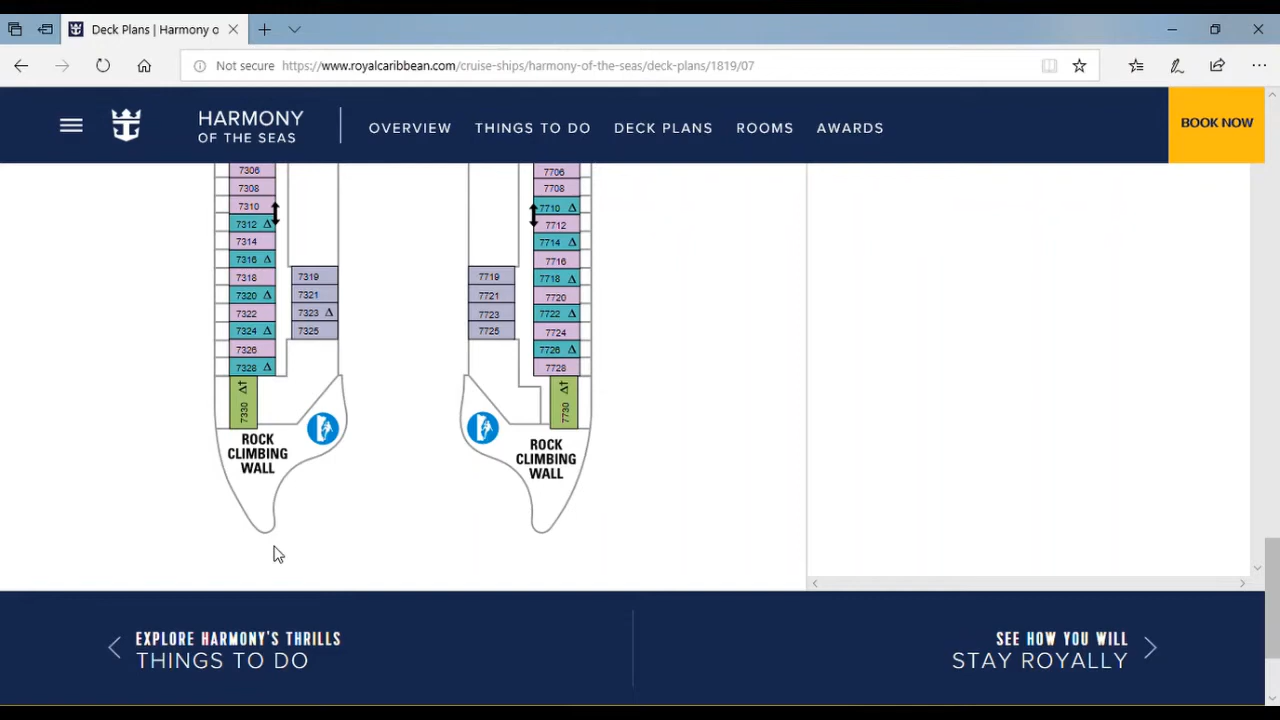 Deck Plans | Harmony o
Not secure https://www.royalcaribbean.com/cruise-ships/harmony-of-the-seas/deck-plans/1819/07
HARMONY
OF THE SEAS
OVERVIEW
THINGS TO DO
DECK PLANS
ROOMS
AWARDS
BOOK NOW
7306
7308
7310
7312 Δ
7314
7316 Δ
7318
7320 Δ
7322
7324 Δ
7326
7328 Δ
7330 Δ†
7319
7321
7323 Δ
7325
ROCK
CLIMBING
WALL
7719
7721
7723
7725
7706
7708
7710 Δ
7712
7714 Δ
7716
7718 Δ
7720
7722 Δ
7724
7726 Δ
7728
7730 Δ†
ROCK
CLIMBING
WALL
EXPLORE HARMONY'S THRILLS
THINGS TO DO
SEE HOW YOU WILL
STAY ROYALLY